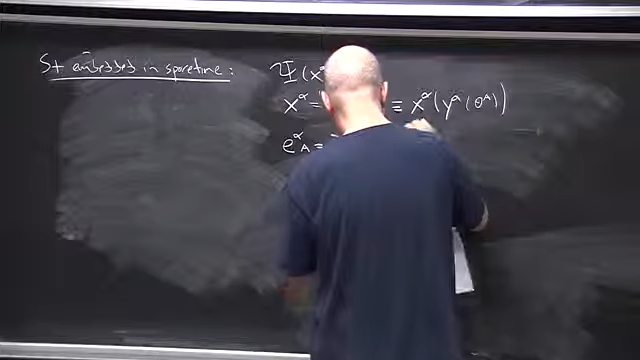 St embedded in spacetime :
Ψ(x^α
x^α = ≡ x^α(y^a(θ^A))
e^α_A =